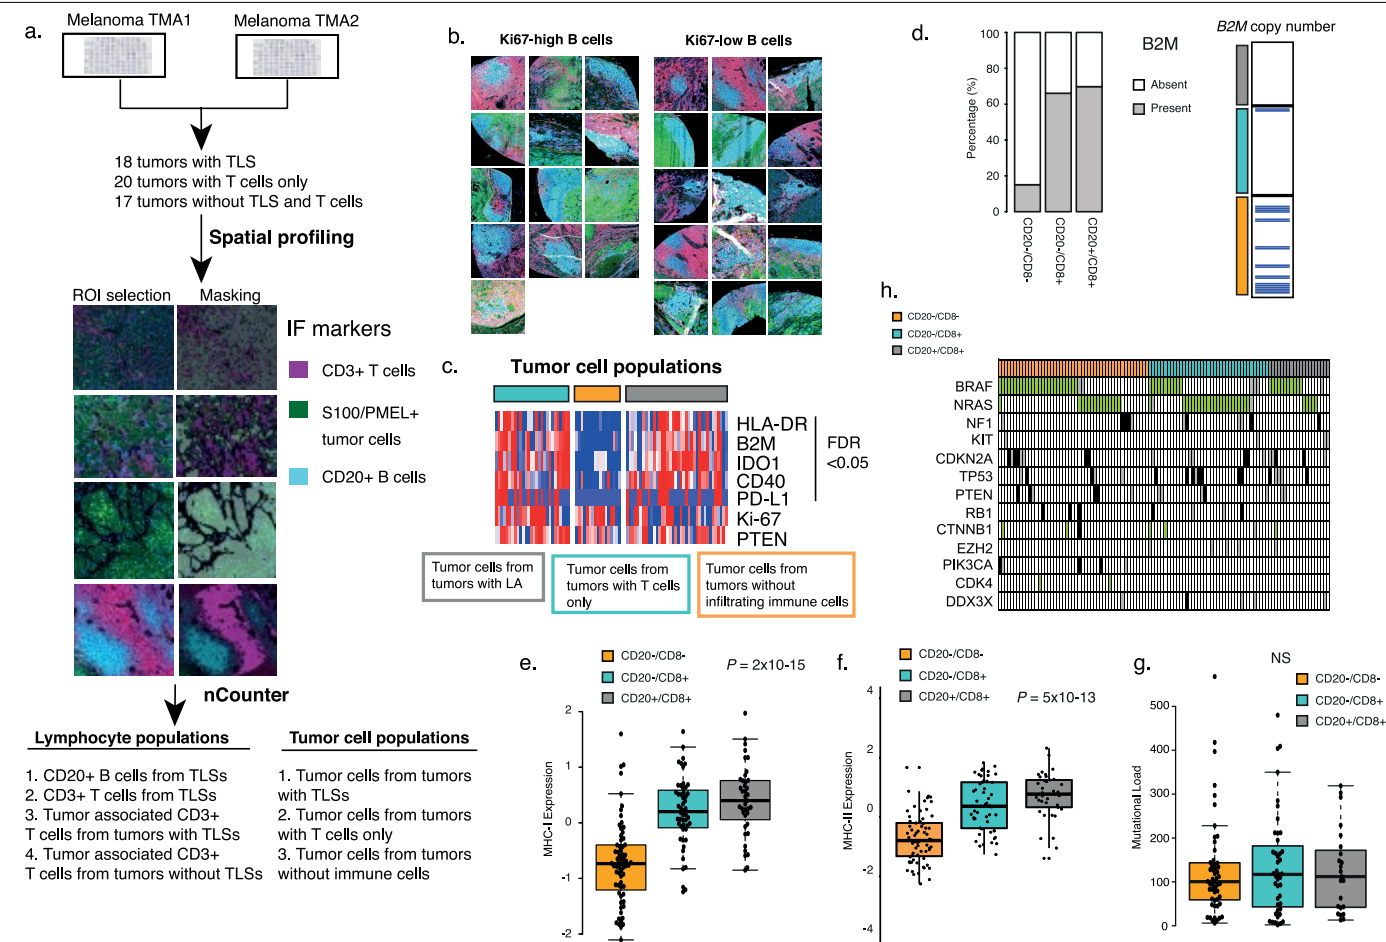 a.
Melanoma TMA1
Melanoma TMA2
18 tumors with TLS
20 tumors with T cells only
17 tumors without TLS and T cells
Spatial profiling
ROI selection
Masking
IF markers
CD3+ T cells
S100/PMEL+
tumor cells
CD20+ B cells
nCounter
Lymphocyte populations
1. CD20+ B cells from TLSs
2. CD3+ T cells from TLSs
3. Tumor associated CD3+
T cells from tumors with TLSs
4. Tumor associated CD3+
T cells from tumors without TLSs
Tumor cell populations
1. Tumor cells from tumors
with TLSs
2. Tumor cells from tumors
with T cells only
3. Tumor cells from tumors
without immune cells
b.
Ki67-high B cells
Ki67-low B cells
c.
Tumor cell populations
HLA-DR
B2M
IDO1
CD40
PD-L1
Ki-67
PTEN
FDR
<0.05
Tumor cells from
tumors with LA
Tumor cells from
tumors with T cells
only
Tumor cells from
tumors without
infiltrating immune cells
d.
Percentage (%)
100
80
60
40
20
0
CD20-/CD8-
CD20-/CD8+
CD20+/CD8+
B2M
Absent
Present
B2M copy number
h.
CD20-/CD8-
CD20-/CD8+
CD20+/CD8+
BRAF
NRAS
NF1
KIT
CDKN2A
TP53
PTEN
RB1
CTNNB1
EZH2
PIK3CA
CDK4
DDX3X
e.
CD20-/CD8-
CD20-/CD8+
CD20+/CD8+
P = 2x10-15
MHC-I Expression
2
1
0
-1
-2
f.
CD20-/CD8-
CD20-/CD8+
CD20+/CD8+
P = 5x10-13
MHC-II Expression
4
2
0
-2
-4
g.
NS
CD20-/CD8-
CD20-/CD8+
CD20+/CD8+
Mutational Load
500
400
300
200
100
0